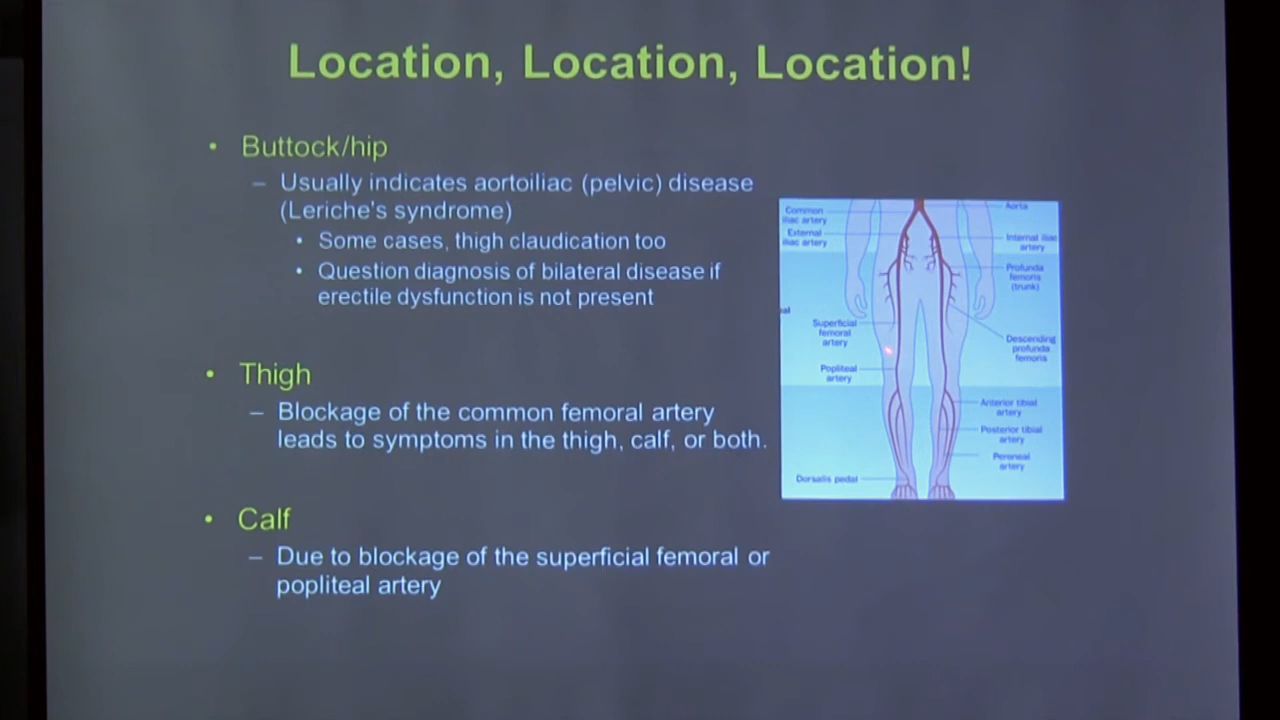 Location, Location, Location!
• Buttock/hip
– Usually indicates aortoiliac (pelvic) disease
(Leriche's syndrome)
• Some cases, thigh claudication too
• Question diagnosis of bilateral disease if
erectile dysfunction is not present
• Thigh
– Blockage of the common femoral artery
leads to symptoms in the thigh, calf, or both.
• Calf
– Due to blockage of the superficial femoral or
popliteal artery
Common
iliac artery
External
iliac artery
Superficial
femoral
artery
Popliteal
artery
Dorsalis pedal
Aorta
Internal iliac
artery
Profunda
femoris
(trunk)
Descending
profunda
femoris
Anterior tibial
artery
Posterior tibial
artery
Peroneal
artery